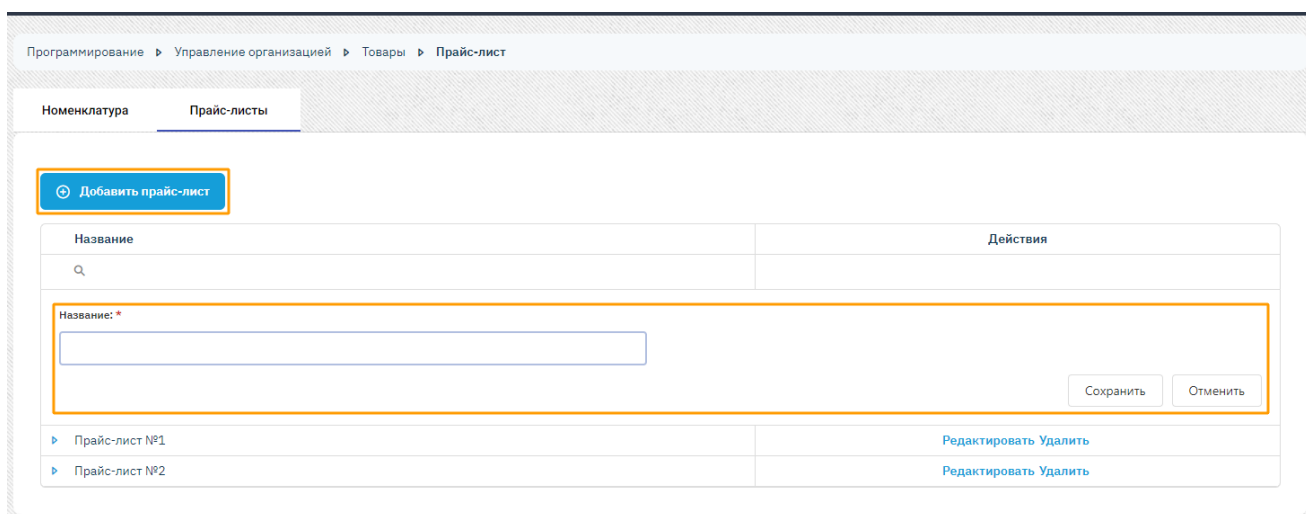 Программирование Управление организацией Товары Прайс-лист
Номенклатура Прайс-листы
Добавить прайс-лист
Название Действия
Название: *
Сохранить Отменить
Прайс-лист №1 Редактировать Удалить
Прайс-лист №2 Редактировать Удалить